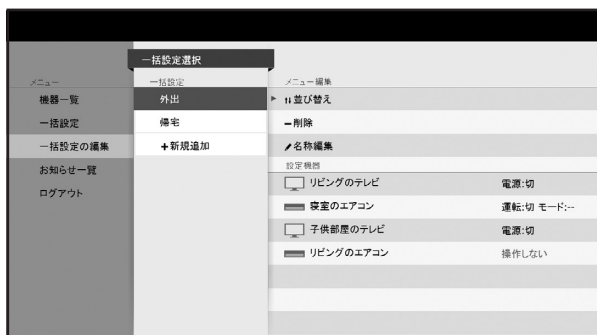 一括設定選択
メニュー
機器一覧
一括設定
一括設定の編集
お知らせ一覧
ログアウト
一括設定
外出
帰宅
+新規追加
メニュー編集
並び替え
削除
名称編集
設定機器
リビングのテレビ 電源:切
寝室のエアコン 運転:切 モード:--
子供部屋のテレビ 電源:切
リビングのエアコン 操作しない